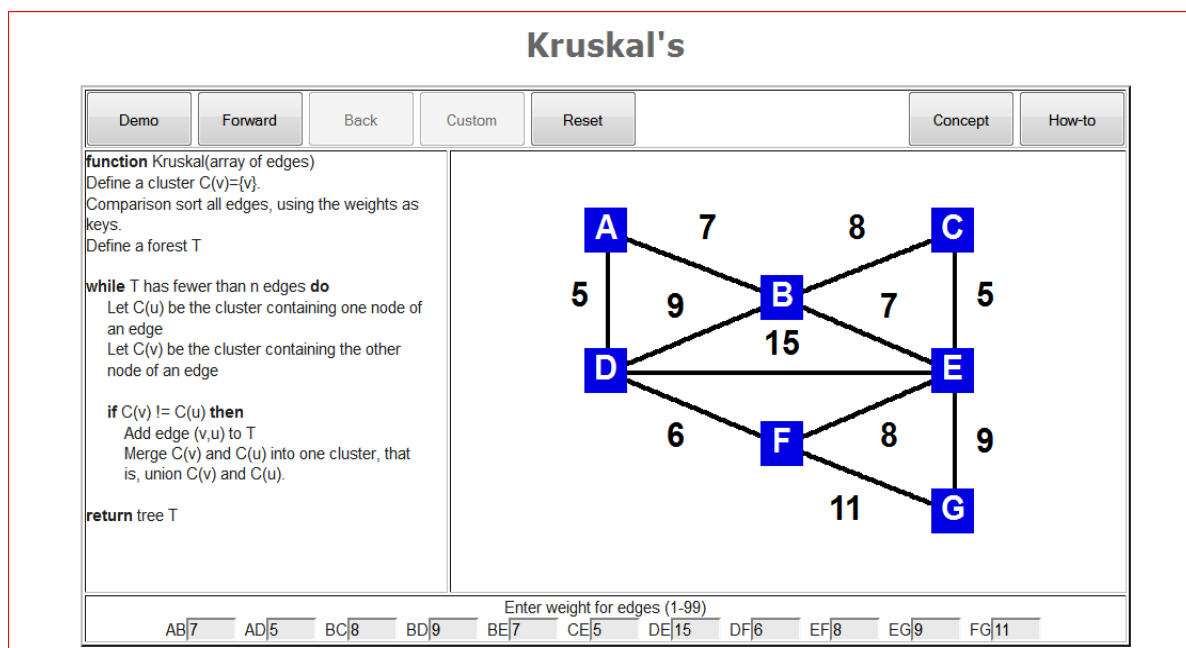 Kruskal's
Demo Forward Back Custom Reset Concept How-to
function Kruskal(array of edges)
Define a cluster C(v)={v}.
Comparison sort all edges, using the weights as
keys.
Define a forest T
while T has fewer than n edges do
Let C(u) be the cluster containing one node of
an edge
Let C(v) be the cluster containing the other
node of an edge
if C(v) != C(u) then
Add edge (v,u) to T
Merge C(v) and C(u) into one cluster, that
is, union C(v) and C(u).
return tree T
A 7 8 C
5 9 B 7 5
15
D E
6 F 8 9
11 G
Enter weight for edges (1-99)
AB 7 AD 5 BC 8 BD 9 BE 7 CE 5 DE 15 DF 6 EF 8 EG 9 FG 11